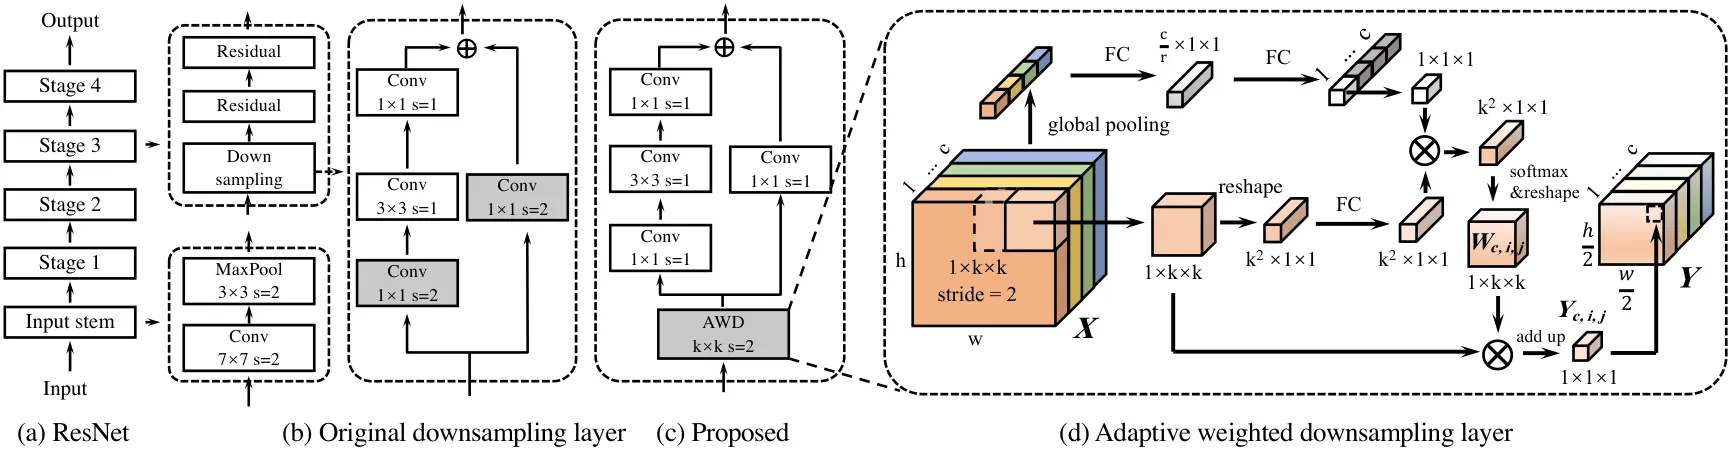 Output
Stage 4
Stage 3
Stage 2
Stage 1
Input stem
Input
(a) ResNet
Residual
Residual
Down
sampling
MaxPool
3×3 s=2
Conv
7×7 s=2
Conv
1×1 s=1
Conv
3×3 s=1
Conv
1×1 s=2
Conv
1×1 s=2
(b) Original downsampling layer
Conv
1×1 s=1
Conv
3×3 s=1
Conv
1×1 s=1
Conv
1×1 s=1
AWD
k×k s=2
(c) Proposed
global pooling
FC
c/r ×1×1
FC
1 ... c
1×1×1
k² ×1×1
softmax
&reshape
1 ... c
h
w
X
1×k×k
stride = 2
1×k×k
reshape
k² ×1×1
FC
k² ×1×1
W c, i, j
1×k×k
add up
Y c, i, j
1×1×1
1 ... c
h/2
w/2
Y
(d) Adaptive weighted downsampling layer